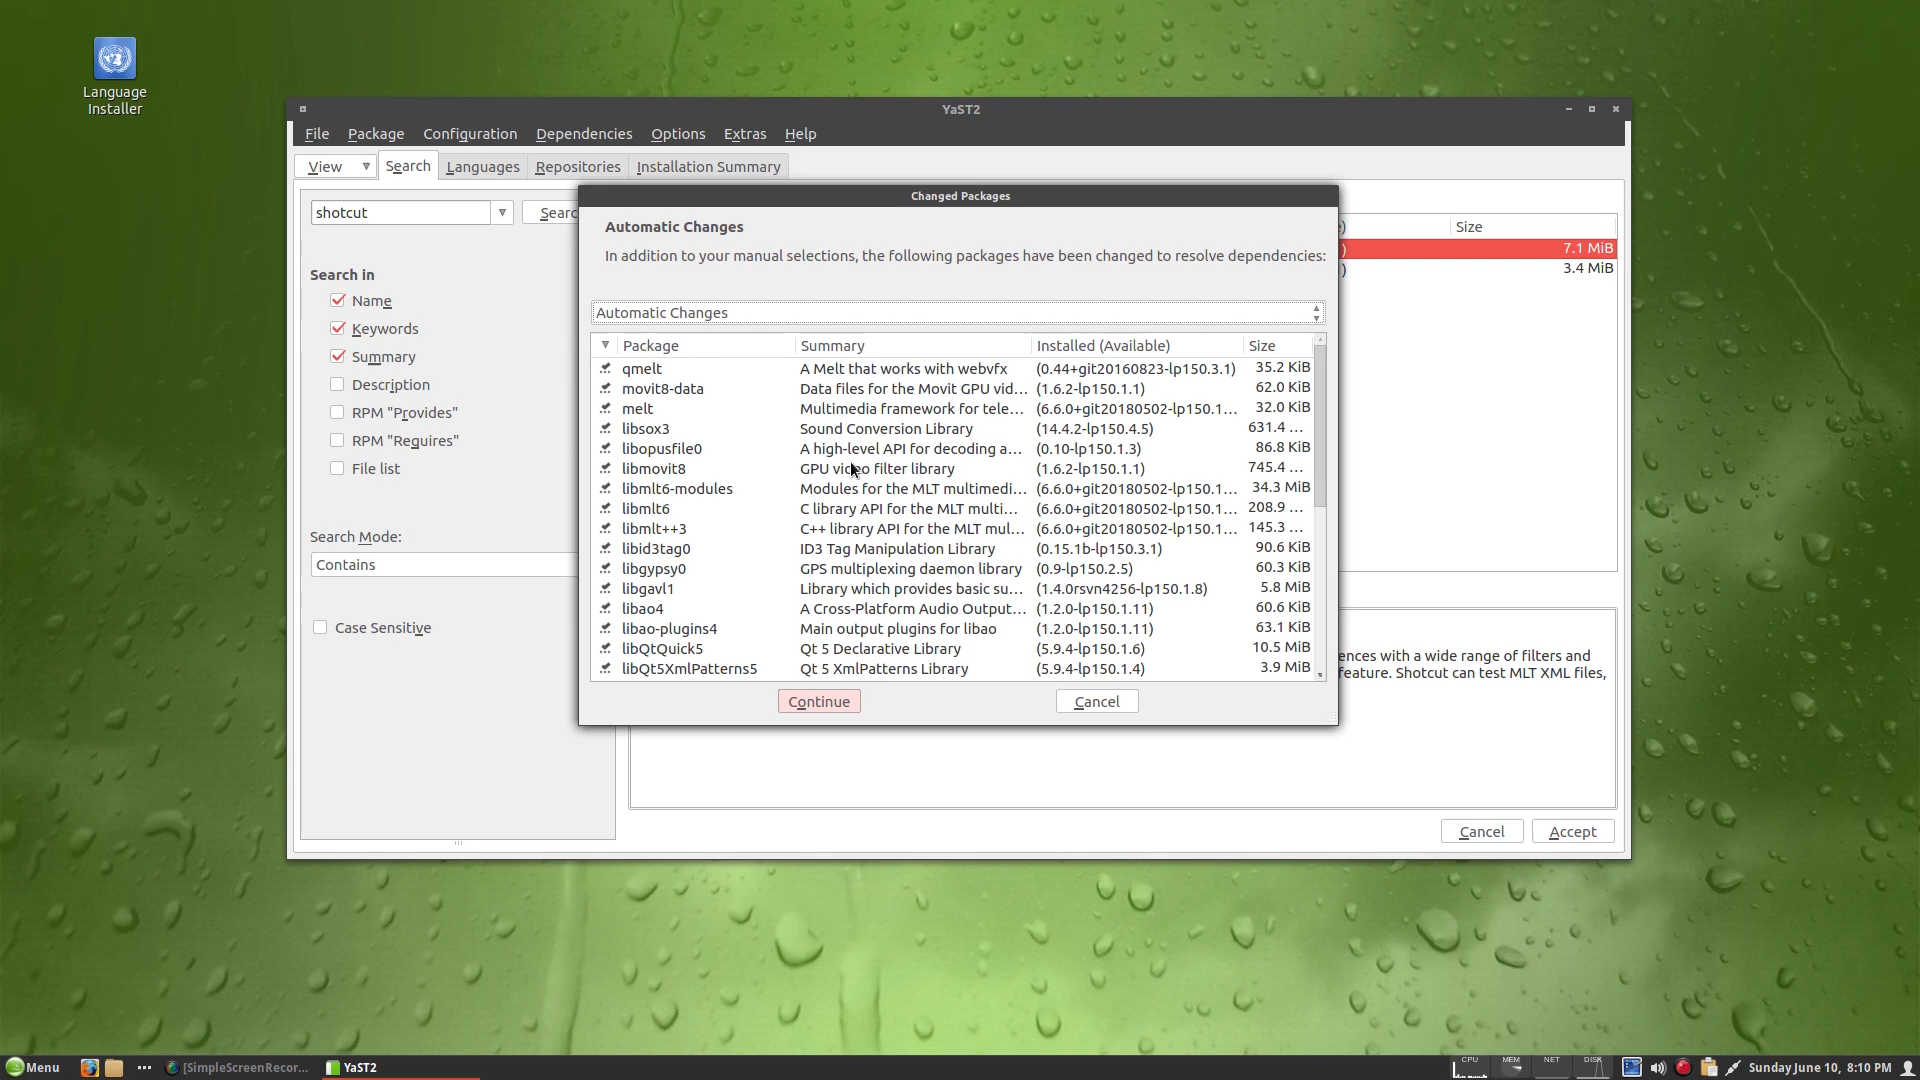 Language
Installer
YaST2
File Package Configuration Dependencies Options Extras Help
View Search Languages Repositories Installation Summary
shotcut Searc
Search in
Name
Keywords
Summary
Description
RPM "Provides"
RPM "Requires"
File list
Search Mode:
Contains
Case Sensitive
Changed Packages
Automatic Changes
In addition to your manual selections, the following packages have been changed to resolve dependencies:
Automatic Changes
Package Summary Installed (Available) Size
qmelt A Melt that works with webvfx (0.44+git20160823-lp150.3.1) 35.2 KiB
movit8-data Data files for the Movit GPU vid... (1.6.2-lp150.1.1) 62.0 KiB
melt Multimedia framework for tele... (6.6.0+git20180502-lp150.1... 32.0 KiB
libsox3 Sound Conversion Library (14.4.2-lp150.4.5) 631.4 ...
libopusfile0 A high-level API for decoding a... (0.10-lp150.1.3) 86.8 KiB
libmovit8 GPU video filter library (1.6.2-lp150.1.1) 745.4 ...
libmlt6-modules Modules for the MLT multimedi... (6.6.0+git20180502-lp150.1... 34.3 MiB
libmlt6 C library API for the MLT multi... (6.6.0+git20180502-lp150.1... 208.9 ...
libmlt++3 C++ library API for the MLT mul... (6.6.0+git20180502-lp150.1... 145.3 ...
libid3tag0 ID3 Tag Manipulation Library (0.15.1b-lp150.3.1) 90.6 KiB
libgypsy0 GPS multiplexing daemon library (0.9-lp150.2.5) 60.3 KiB
libgavl1 Library which provides basic su... (1.4.0rsvn4256-lp150.1.8) 5.8 MiB
libao4 A Cross-Platform Audio Output... (1.2.0-lp150.1.11) 60.6 KiB
libao-plugins4 Main output plugins for libao (1.2.0-lp150.1.11) 63.1 KiB
libQtQuick5 Qt 5 Declarative Library (5.9.4-lp150.1.6) 10.5 MiB
libQt5XmlPatterns5 Qt 5 XmlPatterns Library (5.9.4-lp150.1.4) 3.9 MiB
Continue Cancel
) Size
) 7.1 MiB
) 3.4 MiB
ences with a wide range of filters and
feature. Shotcut can test MLT XML files,
Cancel Accept
Menu [SimpleScreenRecor... YaST2 CPU MEM NET DISK Sunday June 10, 8:10 PM